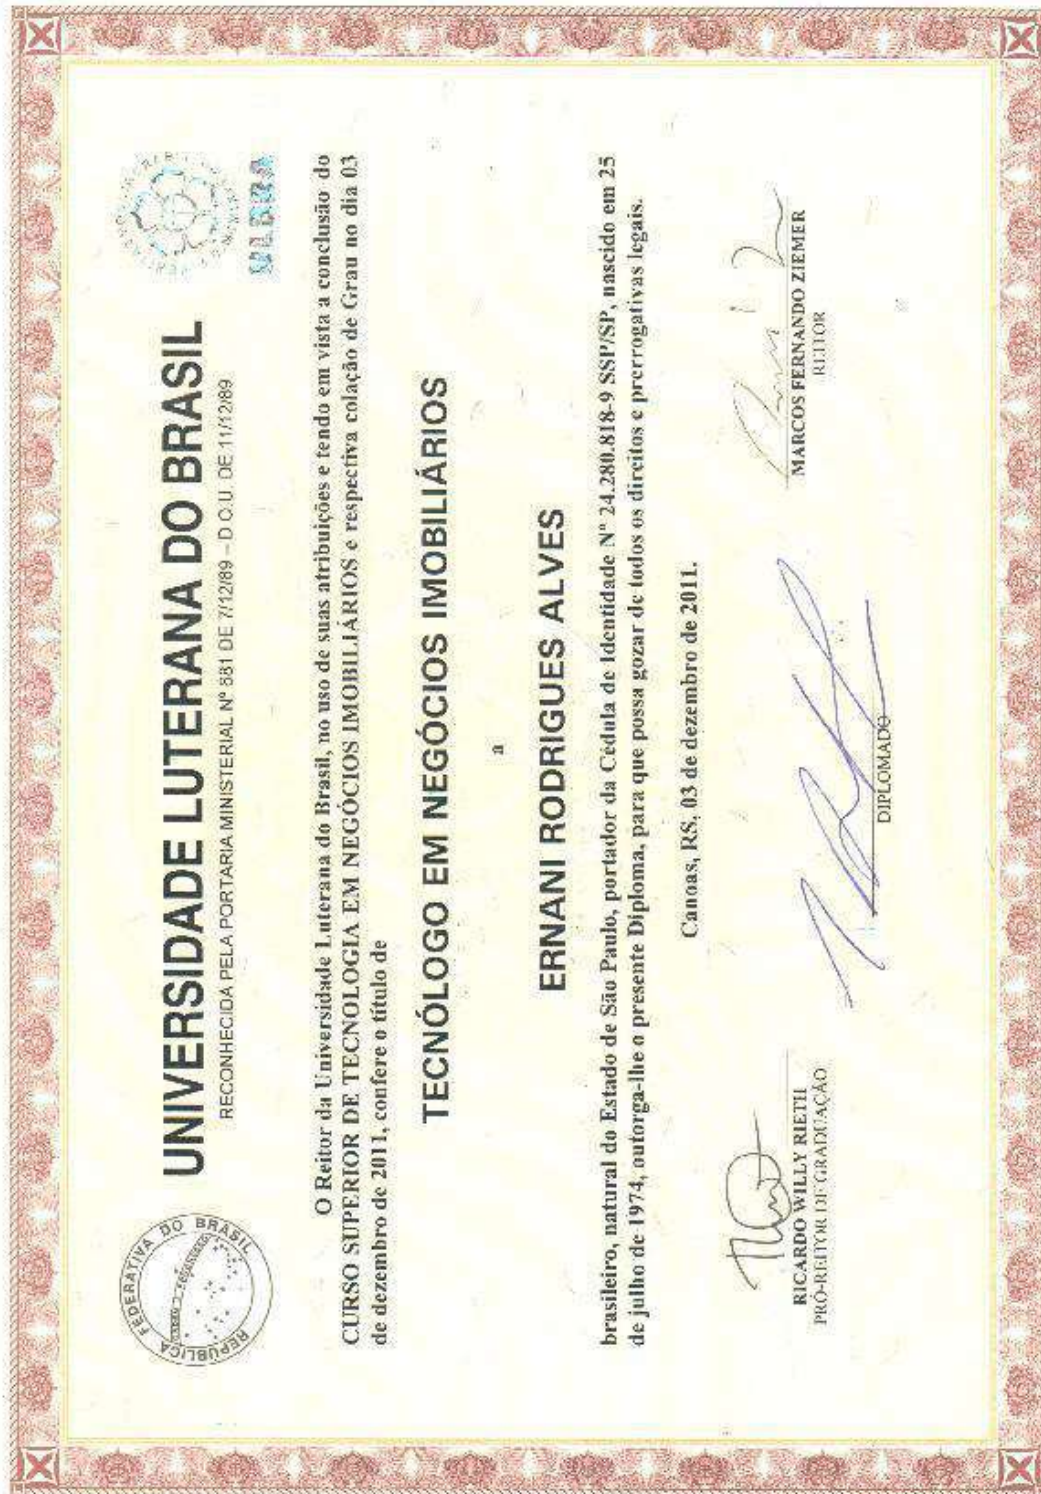 REPÚBLICA FEDERATIVA DO BRASIL
UNIVERSIDADE LUTERANA DO BRASIL
RECONHECIDA PELA PORTARIA MINISTERIAL Nº 681 DE 7/12/89 – D.O.U. DE 11/12/89
ULBRA
O Reitor da Universidade Luterana do Brasil, no uso de suas atribuições e tendo em vista a conclusão do
CURSO SUPERIOR DE TECNOLOGIA EM NEGÓCIOS IMOBILIÁRIOS e respectiva colação de Grau no dia 03
de dezembro de 2011, confere o título de
TECNÓLOGO EM NEGÓCIOS IMOBILIÁRIOS
a
ERNANI RODRIGUES ALVES
brasileiro, natural do Estado de São Paulo, portador da Cédula de Identidade Nº 24.280.818-9 SSP/SP, nascido em 25
de julho de 1974, outorga-lhe o presente Diploma, para que possa gozar de todos os direitos e prerrogativas legais.
Canoas, RS, 03 de dezembro de 2011.
RICARDO WILLY RIETH
PRÓ-REITOR DE GRADUAÇÃO
DIPLOMADO
MARCOS FERNANDO ZIEMER
REITOR